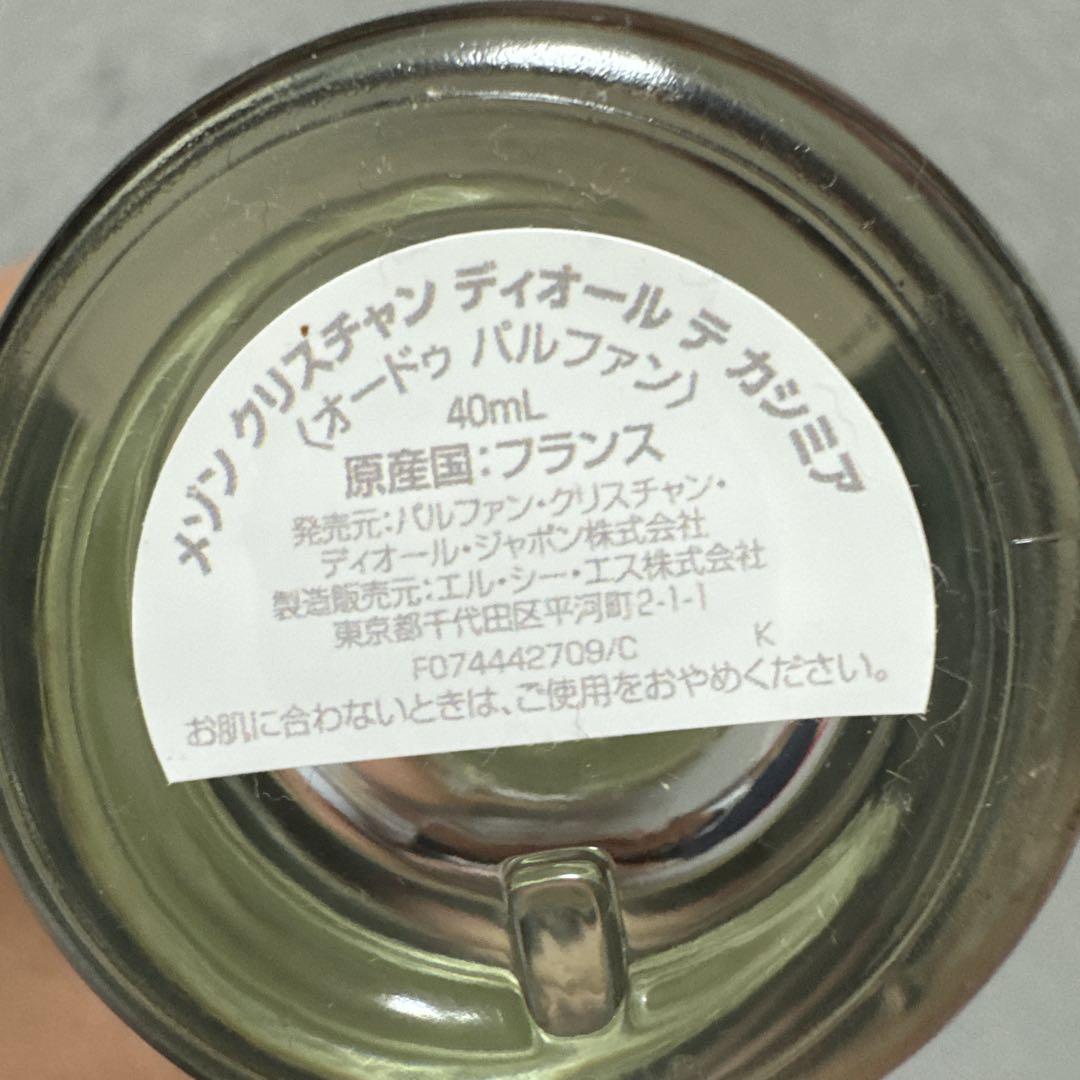 メゾン クリスチャン ディオール テ カシミア
(オードゥ パルファン)
40mL
原産国:フランス
発売元:パルファン・クリスチャン・
ディオール・ジャポン株式会社
製造販売元:エル・シー・エス株式会社
東京都千代田区平河町2-1-1
F074442709/C K
お肌に合わないときは、ご使用をおやめください。